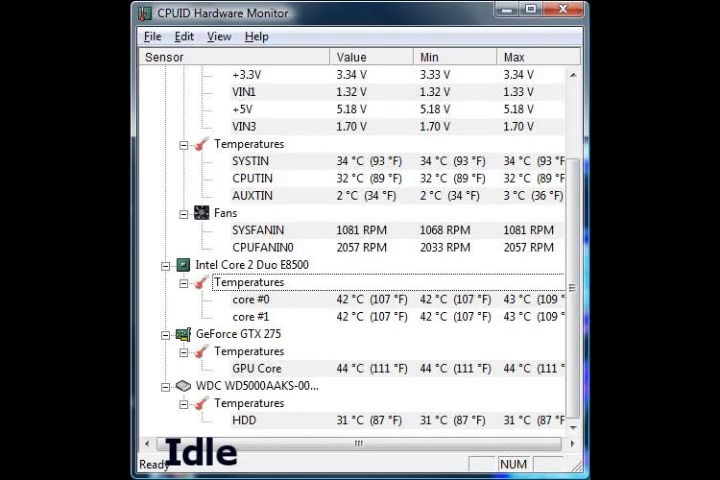 CPUID Hardware Monitor
File Edit View Help
Sensor Value Min Max
+3.3V 3.34 V 3.33 V 3.34 V
VIN1 1.32 V 1.32 V 1.33 V
+5V 5.18 V 5.18 V 5.18 V
VIN3 1.70 V 1.70 V 1.70 V
Temperatures
SYSTIN 34 °C (93 °F) 34 °C (93 °F) 34 °C (93 °F
CPUTIN 32 °C (89 °F) 32 °C (89 °F) 32 °C (89 °F
AUXTIN 2 °C (34 °F) 2 °C (34 °F) 3 °C (36 °F)
Fans
SYSFANIN 1081 RPM 1068 RPM 1081 RPM
CPUFANIN0 2057 RPM 2033 RPM 2057 RPM
Intel Core 2 Duo E8500
Temperatures
core #0 42 °C (107 °F) 42 °C (107 °F) 43 °C (109 °
core #1 42 °C (107 °F) 42 °C (107 °F) 43 °C (109 °
GeForce GTX 275
Temperatures
GPU Core 44 °C (111 °F) 44 °C (111 °F) 44 °C (111 °
WDC WD5000AAKS-00...
Temperatures
HDD 31 °C (87 °F) 31 °C (87 °F) 31 °C (87 °F
Idle
Ready NUM